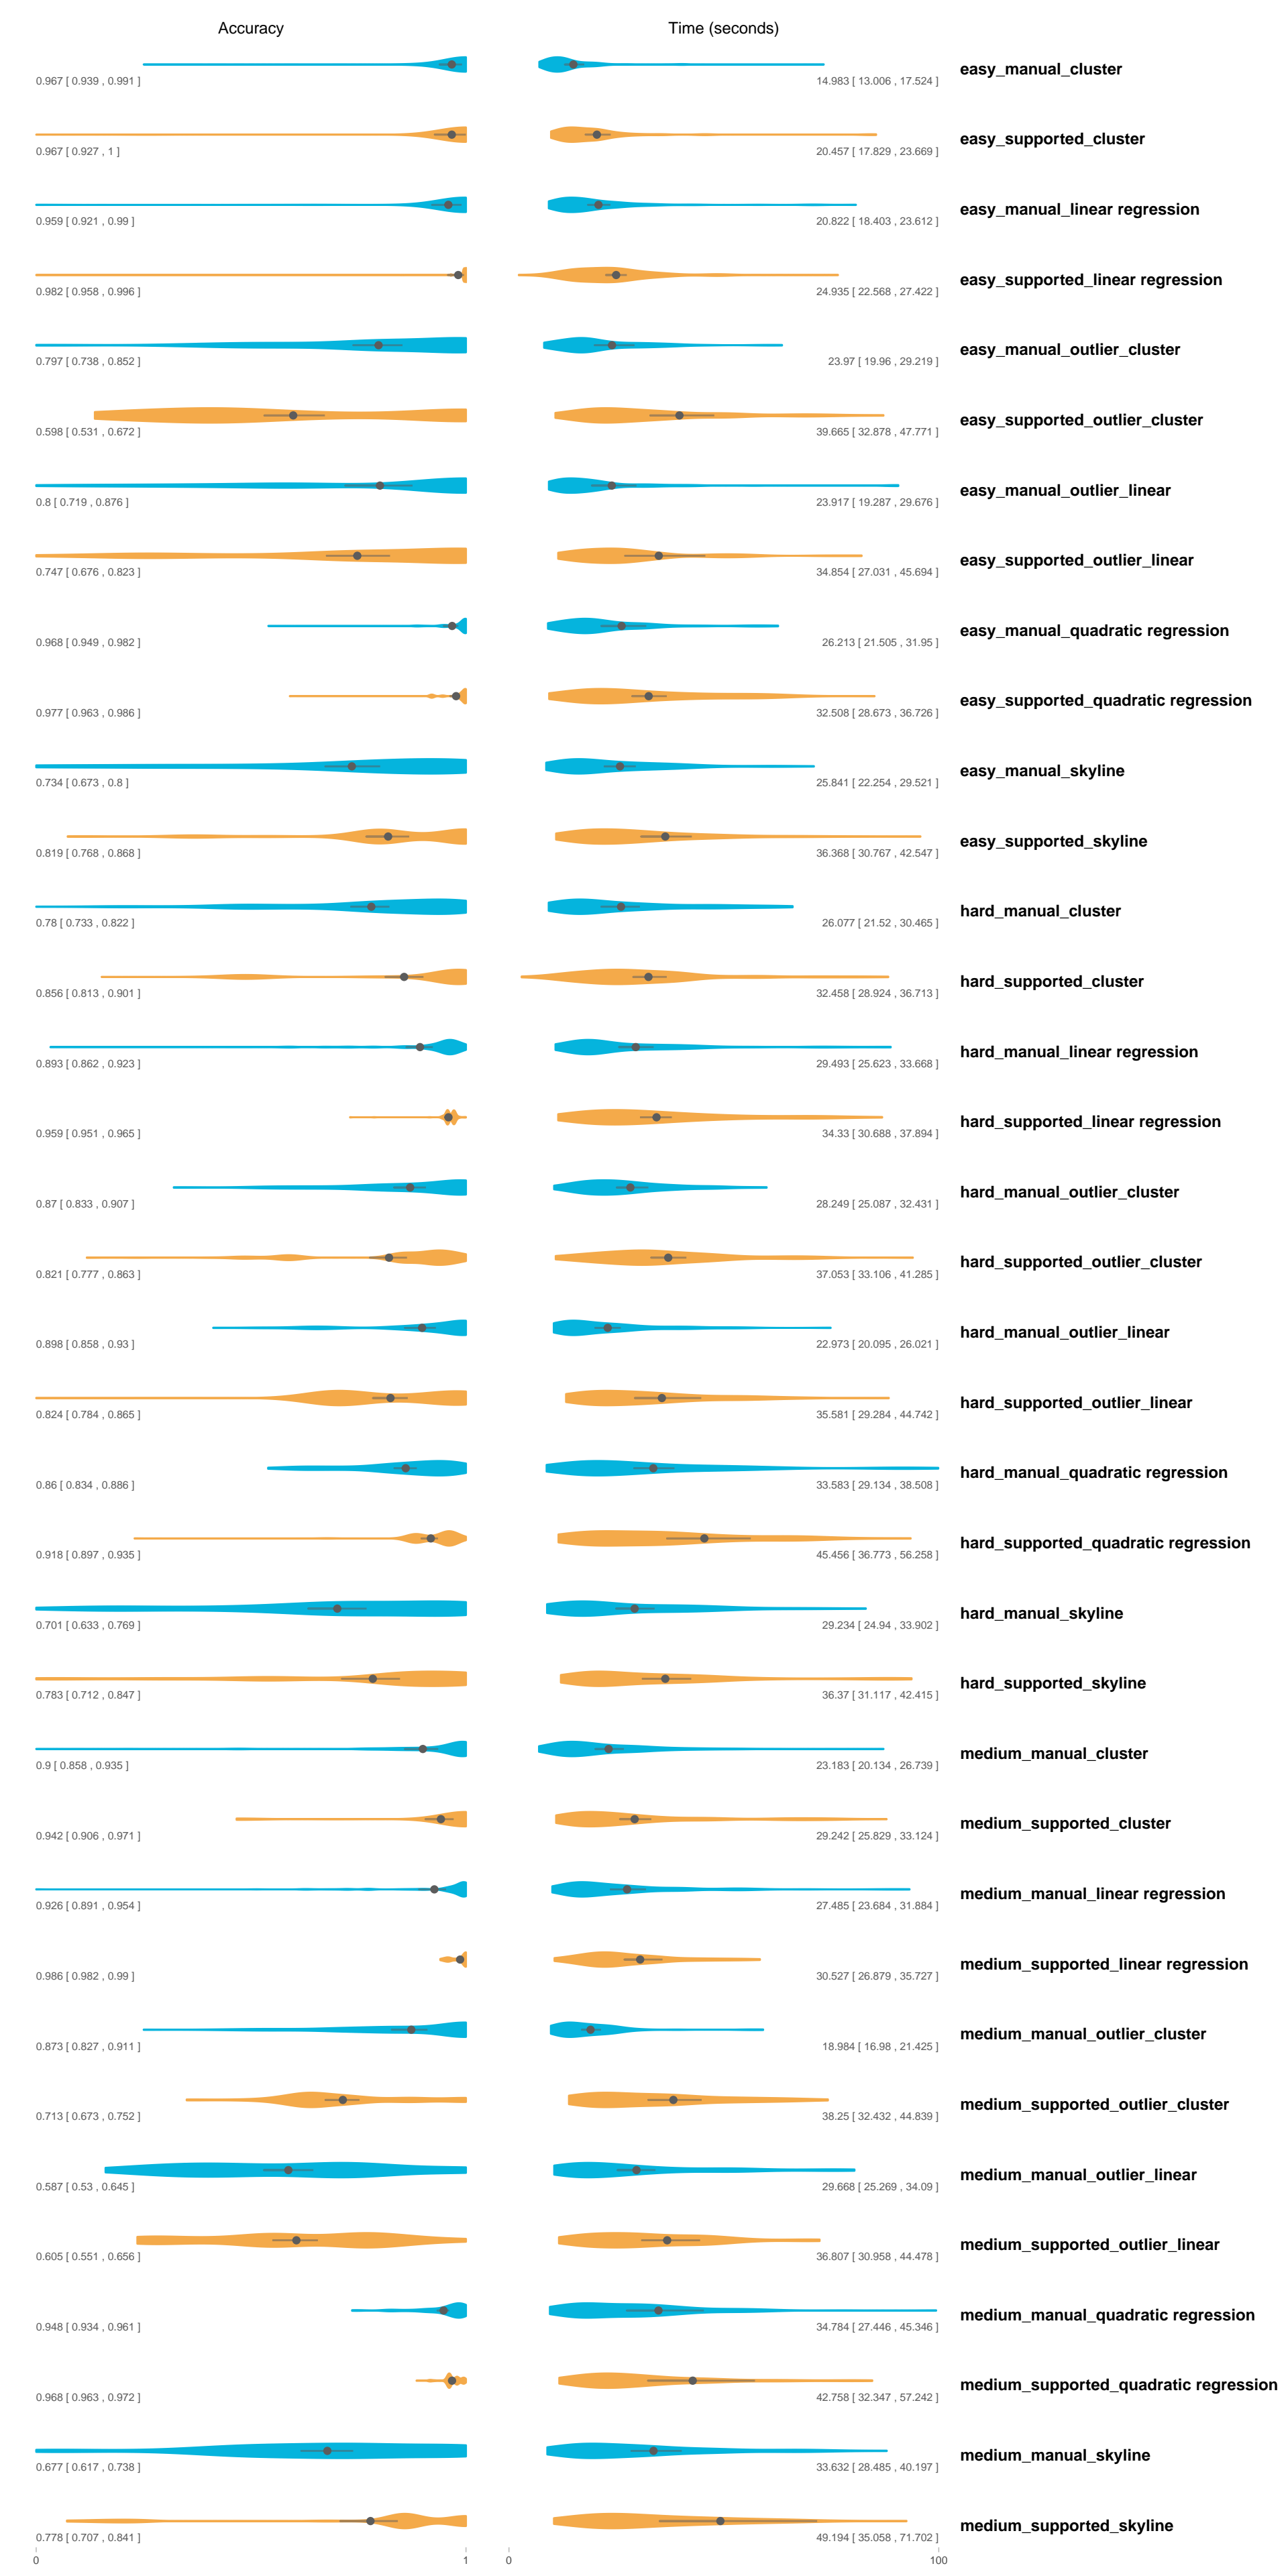 Accuracy Time (seconds)
easy_manual_cluster
0.967 [ 0.939 , 0.991 ] 14.983 [ 13.006 , 17.524 ]
easy_supported_cluster
0.967 [ 0.927 , 1 ] 20.457 [ 17.829 , 23.669 ]
easy_manual_linear regression
0.959 [ 0.921 , 0.99 ] 20.822 [ 18.403 , 23.612 ]
easy_supported_linear regression
0.982 [ 0.958 , 0.996 ] 24.935 [ 22.568 , 27.422 ]
easy_manual_outlier_cluster
0.797 [ 0.738 , 0.852 ] 23.97 [ 19.96 , 29.219 ]
easy_supported_outlier_cluster
0.598 [ 0.531 , 0.672 ] 39.665 [ 32.878 , 47.771 ]
easy_manual_outlier_linear
0.8 [ 0.719 , 0.876 ] 23.917 [ 19.287 , 29.676 ]
easy_supported_outlier_linear
0.747 [ 0.676 , 0.823 ] 34.854 [ 27.031 , 45.694 ]
easy_manual_quadratic regression
0.968 [ 0.949 , 0.982 ] 26.213 [ 21.505 , 31.95 ]
easy_supported_quadratic regression
0.977 [ 0.963 , 0.986 ] 32.508 [ 28.673 , 36.726 ]
easy_manual_skyline
0.734 [ 0.673 , 0.8 ] 25.841 [ 22.254 , 29.521 ]
easy_supported_skyline
0.819 [ 0.768 , 0.868 ] 36.368 [ 30.767 , 42.547 ]
hard_manual_cluster
0.78 [ 0.733 , 0.822 ] 26.077 [ 21.52 , 30.465 ]
hard_supported_cluster
0.856 [ 0.813 , 0.901 ] 32.458 [ 28.924 , 36.713 ]
hard_manual_linear regression
0.893 [ 0.862 , 0.923 ] 29.493 [ 25.623 , 33.668 ]
hard_supported_linear regression
0.959 [ 0.951 , 0.965 ] 34.33 [ 30.688 , 37.894 ]
hard_manual_outlier_cluster
0.87 [ 0.833 , 0.907 ] 28.249 [ 25.087 , 32.431 ]
hard_supported_outlier_cluster
0.821 [ 0.777 , 0.863 ] 37.053 [ 33.106 , 41.285 ]
hard_manual_outlier_linear
0.898 [ 0.858 , 0.93 ] 22.973 [ 20.095 , 26.021 ]
hard_supported_outlier_linear
0.824 [ 0.784 , 0.865 ] 35.581 [ 29.284 , 44.742 ]
hard_manual_quadratic regression
0.86 [ 0.834 , 0.886 ] 33.583 [ 29.134 , 38.508 ]
hard_supported_quadratic regression
0.918 [ 0.897 , 0.935 ] 45.456 [ 36.773 , 56.258 ]
hard_manual_skyline
0.701 [ 0.633 , 0.769 ] 29.234 [ 24.94 , 33.902 ]
hard_supported_skyline
0.783 [ 0.712 , 0.847 ] 36.37 [ 31.117 , 42.415 ]
medium_manual_cluster
0.9 [ 0.858 , 0.935 ] 23.183 [ 20.134 , 26.739 ]
medium_supported_cluster
0.942 [ 0.906 , 0.971 ] 29.242 [ 25.829 , 33.124 ]
medium_manual_linear regression
0.926 [ 0.891 , 0.954 ] 27.485 [ 23.684 , 31.884 ]
medium_supported_linear regression
0.986 [ 0.982 , 0.99 ] 30.527 [ 26.879 , 35.727 ]
medium_manual_outlier_cluster
0.873 [ 0.827 , 0.911 ] 18.984 [ 16.98 , 21.425 ]
medium_supported_outlier_cluster
0.713 [ 0.673 , 0.752 ] 38.25 [ 32.432 , 44.839 ]
medium_manual_outlier_linear
0.587 [ 0.53 , 0.645 ] 29.668 [ 25.269 , 34.09 ]
medium_supported_outlier_linear
0.605 [ 0.551 , 0.656 ] 36.807 [ 30.958 , 44.478 ]
medium_manual_quadratic regression
0.948 [ 0.934 , 0.961 ] 34.784 [ 27.446 , 45.346 ]
medium_supported_quadratic regression
0.968 [ 0.963 , 0.972 ] 42.758 [ 32.347 , 57.242 ]
medium_manual_skyline
0.677 [ 0.617 , 0.738 ] 33.632 [ 28.485 , 40.197 ]
medium_supported_skyline
0.778 [ 0.707 , 0.841 ] 49.194 [ 35.058 , 71.702 ]
0 1 0 100